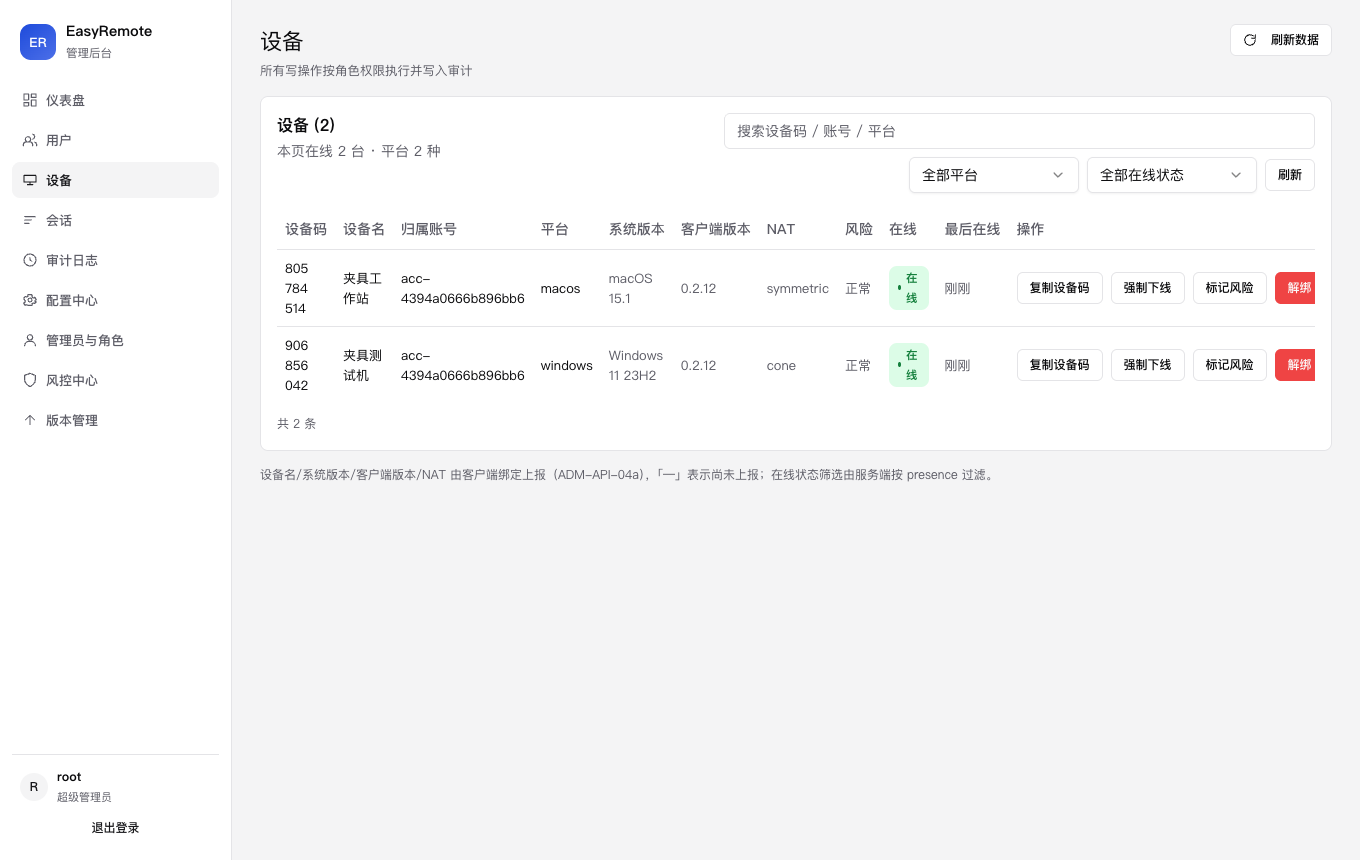 ER
EasyRemote
管理后台
仪表盘
用户
设备
会话
审计日志
配置中心
管理员与角色
风控中心
版本管理
R
root
超级管理员
退出登录
设备
所有写操作按角色权限执行并写入审计
刷新数据
设备 (2)
本页在线 2 台 · 平台 2 种
搜索设备码 / 账号 / 平台
全部平台
全部在线状态
刷新
设备码 设备名 归属账号 平台 系统版本 客户端版本 NAT 风险 在线 最后在线 操作
805
784
514
夹具工
作站
acc-
4394a0666b896bb6
macos
macOS
15.1
0.2.12
symmetric
正常
在
线
刚刚
复制设备码
强制下线
标记风险
解绑
906
856
042
夹具测
试机
acc-
4394a0666b896bb6
windows
Windows
11 23H2
0.2.12
cone
正常
在
线
刚刚
复制设备码
强制下线
标记风险
解绑
共 2 条
设备名/系统版本/客户端版本/NAT 由客户端绑定上报（ADM-API-04a），「—」表示尚未上报；在线状态筛选由服务端按 presence 过滤。